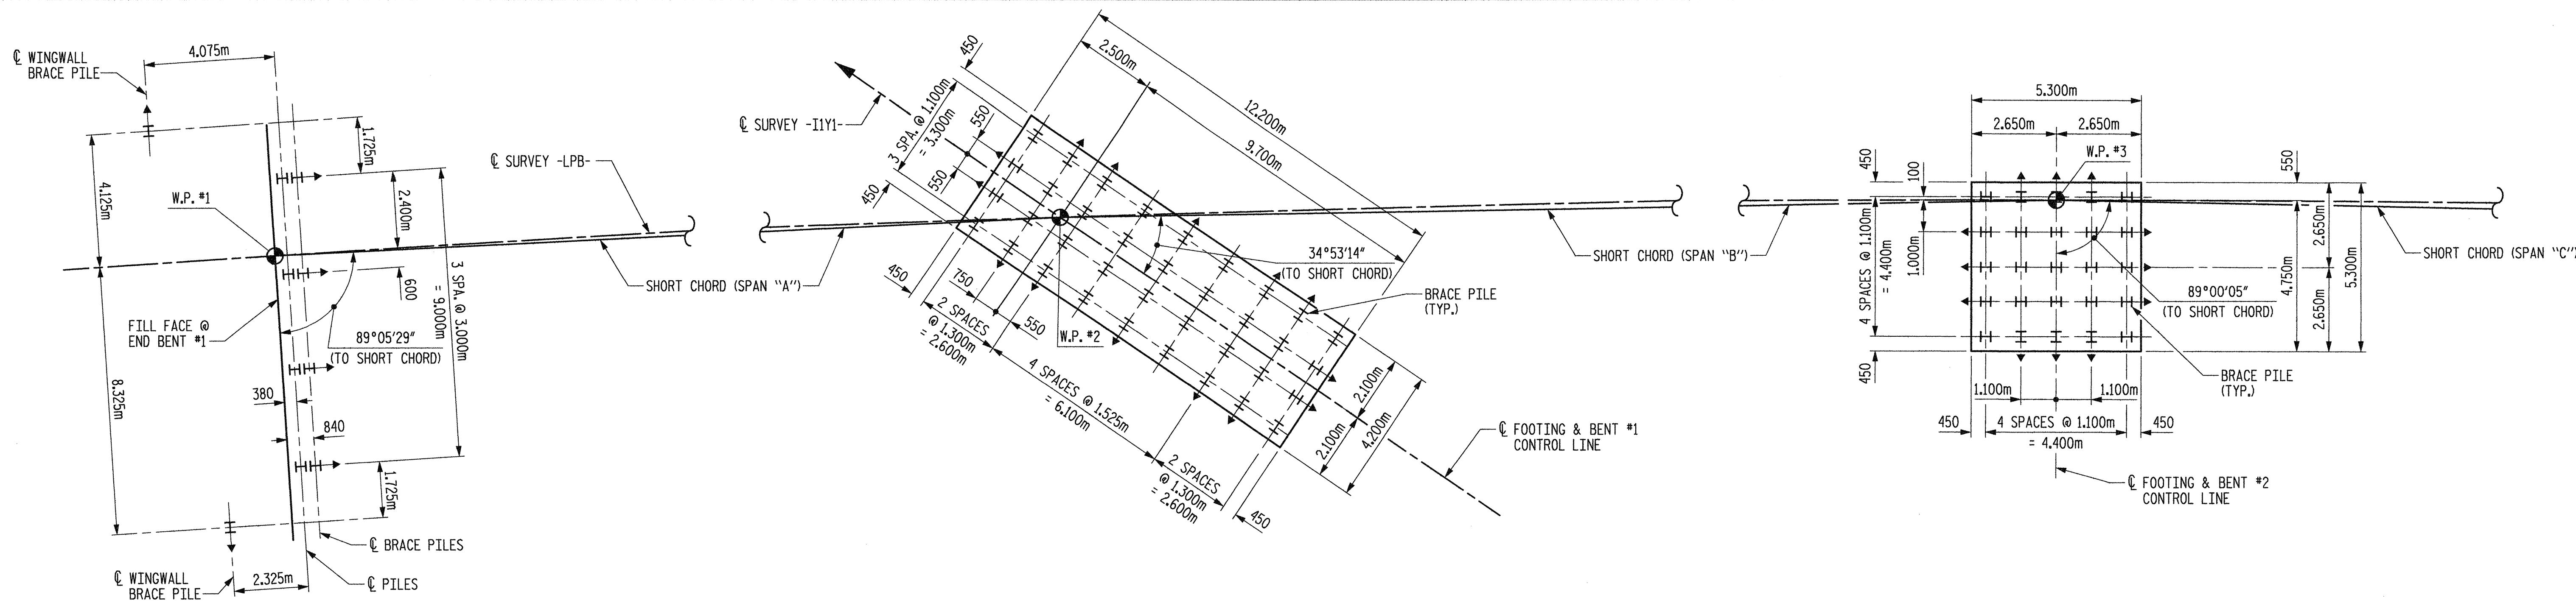 ℄ WINGWALL
BRACE PILE
4.075m
4.125m
8.325m
W.P. #1
1.725m
2.400m
600
3 SPA. @ 3.000m
= 9.000m
FILL FACE @
END BENT #1
89°05'29"
(TO SHORT CHORD)
380
840
1.725m
℄ BRACE PILES
℄ PILES
℄ WINGWALL
BRACE PILE
2.325m
℄ SURVEY -LPB-
SHORT CHORD (SPAN "A")
℄ SURVEY -I1Y1-
450
3 SPA. @ 1.100m
= 3.300m
550
550
450
2.500m
12.200m
9.700m
34°53'14"
(TO SHORT CHORD)
BRACE PILE
(TYP.)
450
750
2 SPACES
@ 1.300m
= 2.600m
550
W.P. #2
4 SPACES @ 1.525m
= 6.100m
2 SPACES
@ 1.300m
= 2.600m
450
2.100m
2.100m
4.200m
℄ FOOTING & BENT #1
CONTROL LINE
SHORT CHORD (SPAN "B")
5.300m
2.650m
2.650m
W.P. #3
450
100
1.000m
4 SPACES @ 1.100m
= 4.400m
450
550
2.650m
4.750m
2.650m
5.300m
89°00'05"
(TO SHORT CHORD)
BRACE PILE
(TYP.)
1.100m
1.100m
450
4 SPACES @ 1.100m
= 4.400m
450
℄ FOOTING & BENT #2
CONTROL LINE
SHORT CHORD (SPAN "C")